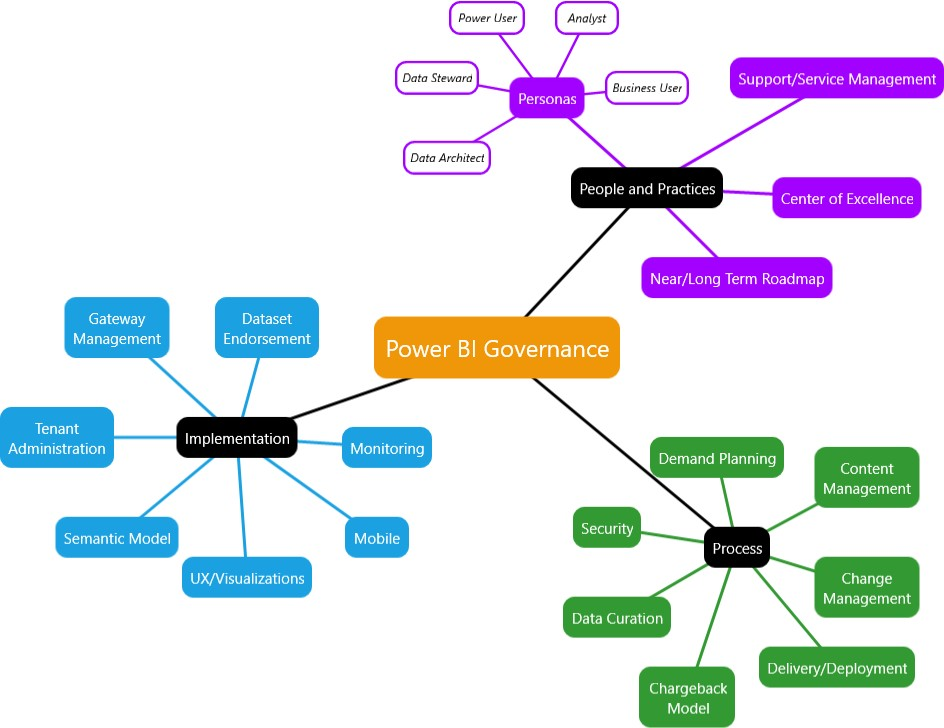 Power User
Analyst
Data Steward
Personas
Business User
Data Architect
Support/Service Management
People and Practices
Center of Excellence
Near/Long Term Roadmap
Power BI Governance
Gateway
Management
Dataset
Endorsement
Tenant
Administration
Implementation
Monitoring
Semantic Model
Mobile
UX/Visualizations
Demand Planning
Content
Management
Security
Process
Change
Management
Data Curation
Delivery/Deployment
Chargeback
Model